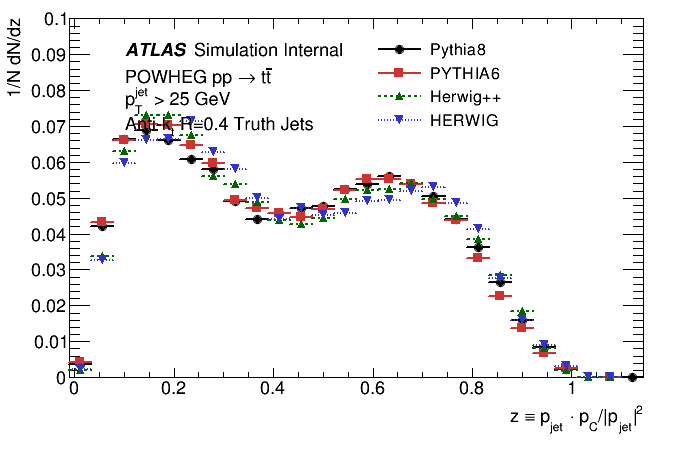 1/N dN/dz
0.1
0.09
0.08
0.07
0.06
0.05
0.04
0.03
0.02
0.01
0
ATLAS Simulation Internal
POWHEG pp → tt̄
p_T^jet > 25 GeV
Anti-k_t R=0.4 Truth Jets
Pythia8
PYTHIA6
Herwig++
HERWIG
0 0.2 0.4 0.6 0.8 1
z ≡ p_jet · p_C/|p_jet|²